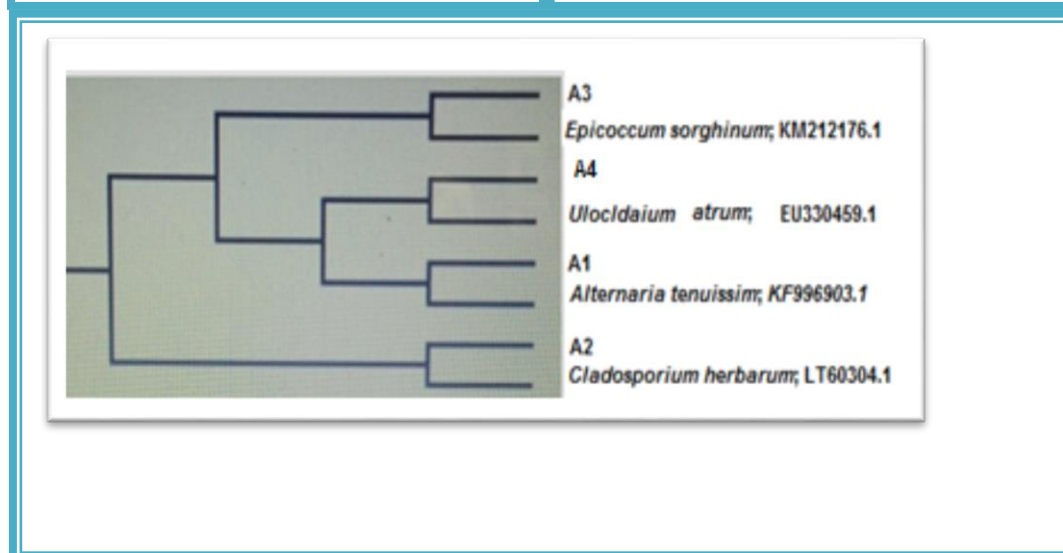 A3
Epicoccum sorghinum; KM212176.1
A4
Ulocldaium atrum; EU330459.1
A1
Alternaria tenuissim; KF996903.1
A2
Cladosporium herbarum; LT60304.1